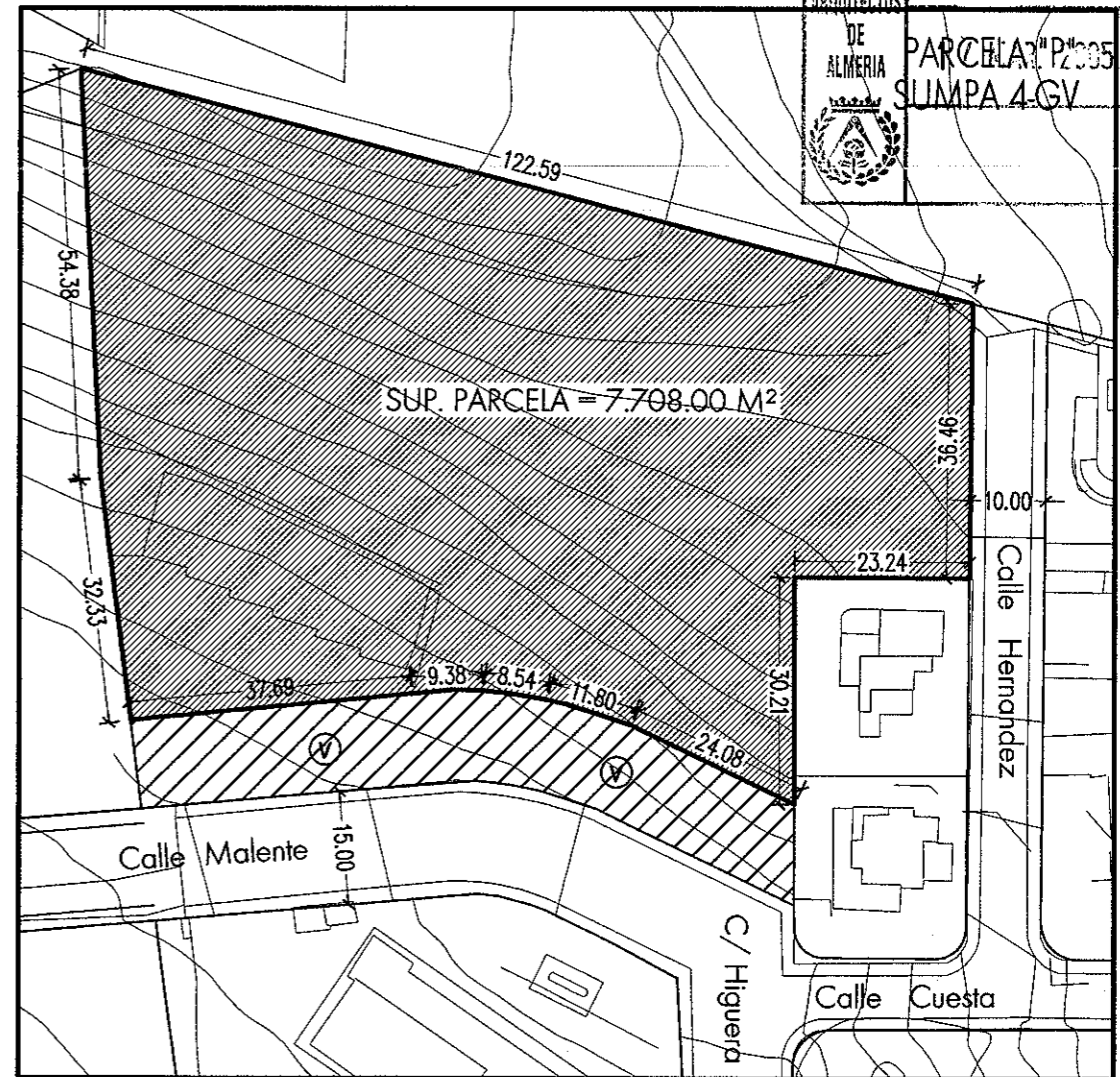 ARQUITECTOS
DE
ALMERIA
PARCELA "P"
SUMPA 4-GV
122.59
54.38
SUP. PARCELA = 7.708.00 M²
36.46
10.00
23.24
32.33
37.69
9.38
8.54
11.80
30.21
24.08
V
V
Calle Hernandez
Calle Malente
15.00
C/ Higuera
Calle Cuesta